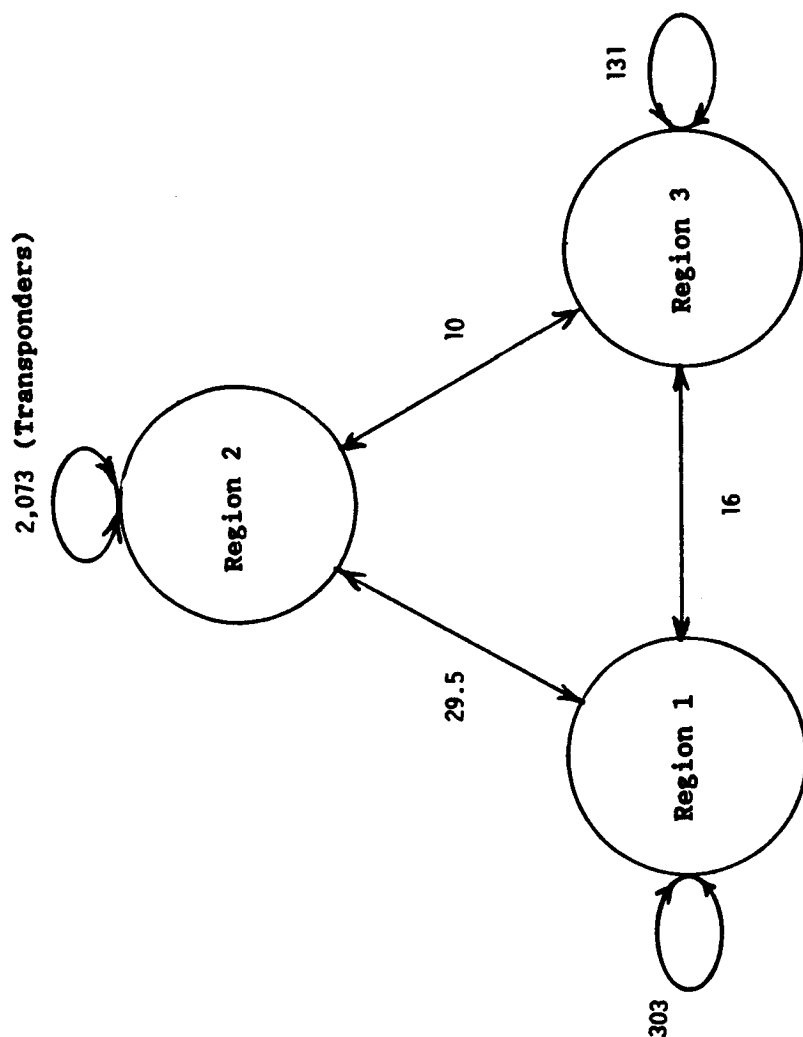 2,073 (Transponders)
Region 2
29.5
10
303
Region 1
16
Region 3
131